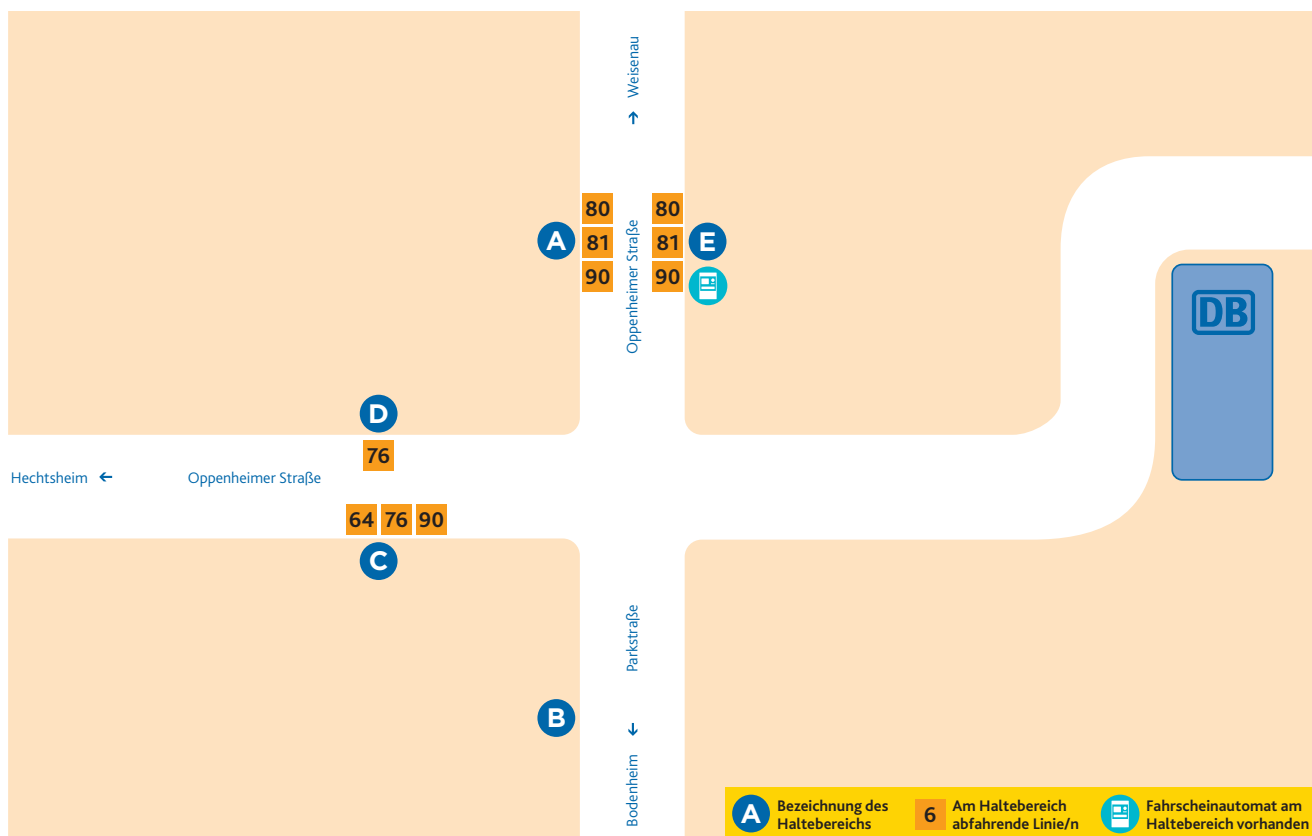 → Weisenau
80
81
90
A
Oppenheimer Straße
80
81
90
E
DB
D
76
Hechtsheim ←
Oppenheimer Straße
64 76 90
C
Parkstraße
B
Bodenheim ←
A Bezeichnung des
Haltebereichs
6 Am Haltebereich
abfahrende Linie/n
Fahrscheinautomat am
Haltebereich vorhanden